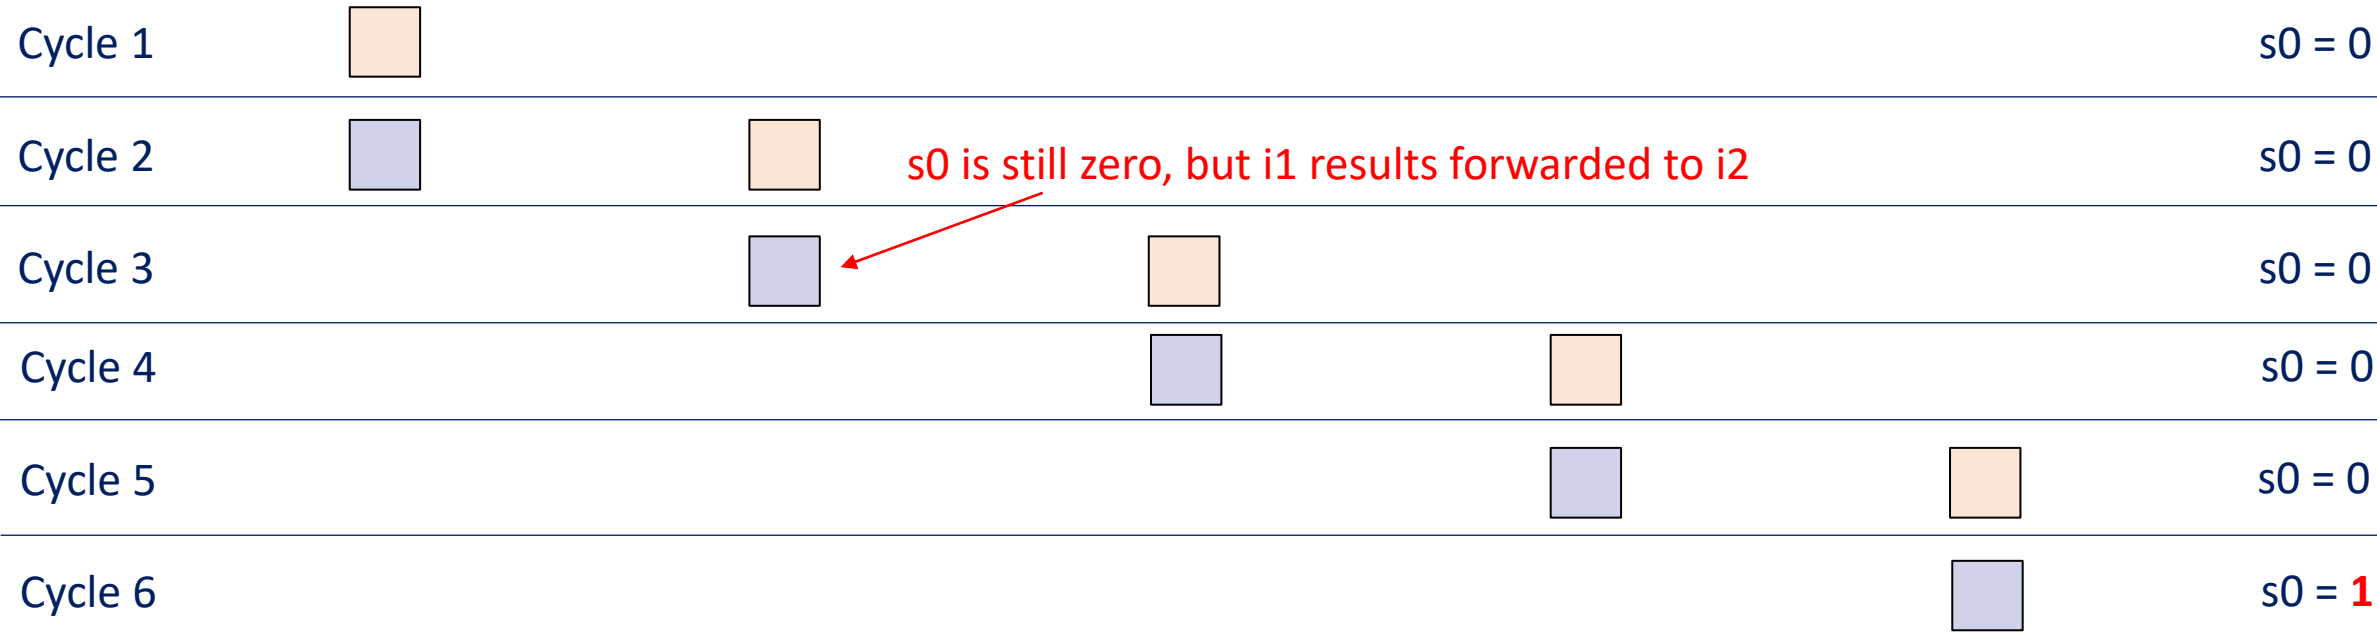 Cycle 1 s0 = 0
Cycle 2 s0 is still zero, but i1 results forwarded to i2 s0 = 0
Cycle 3 s0 = 0
Cycle 4 s0 = 0
Cycle 5 s0 = 0
Cycle 6 s0 = 1